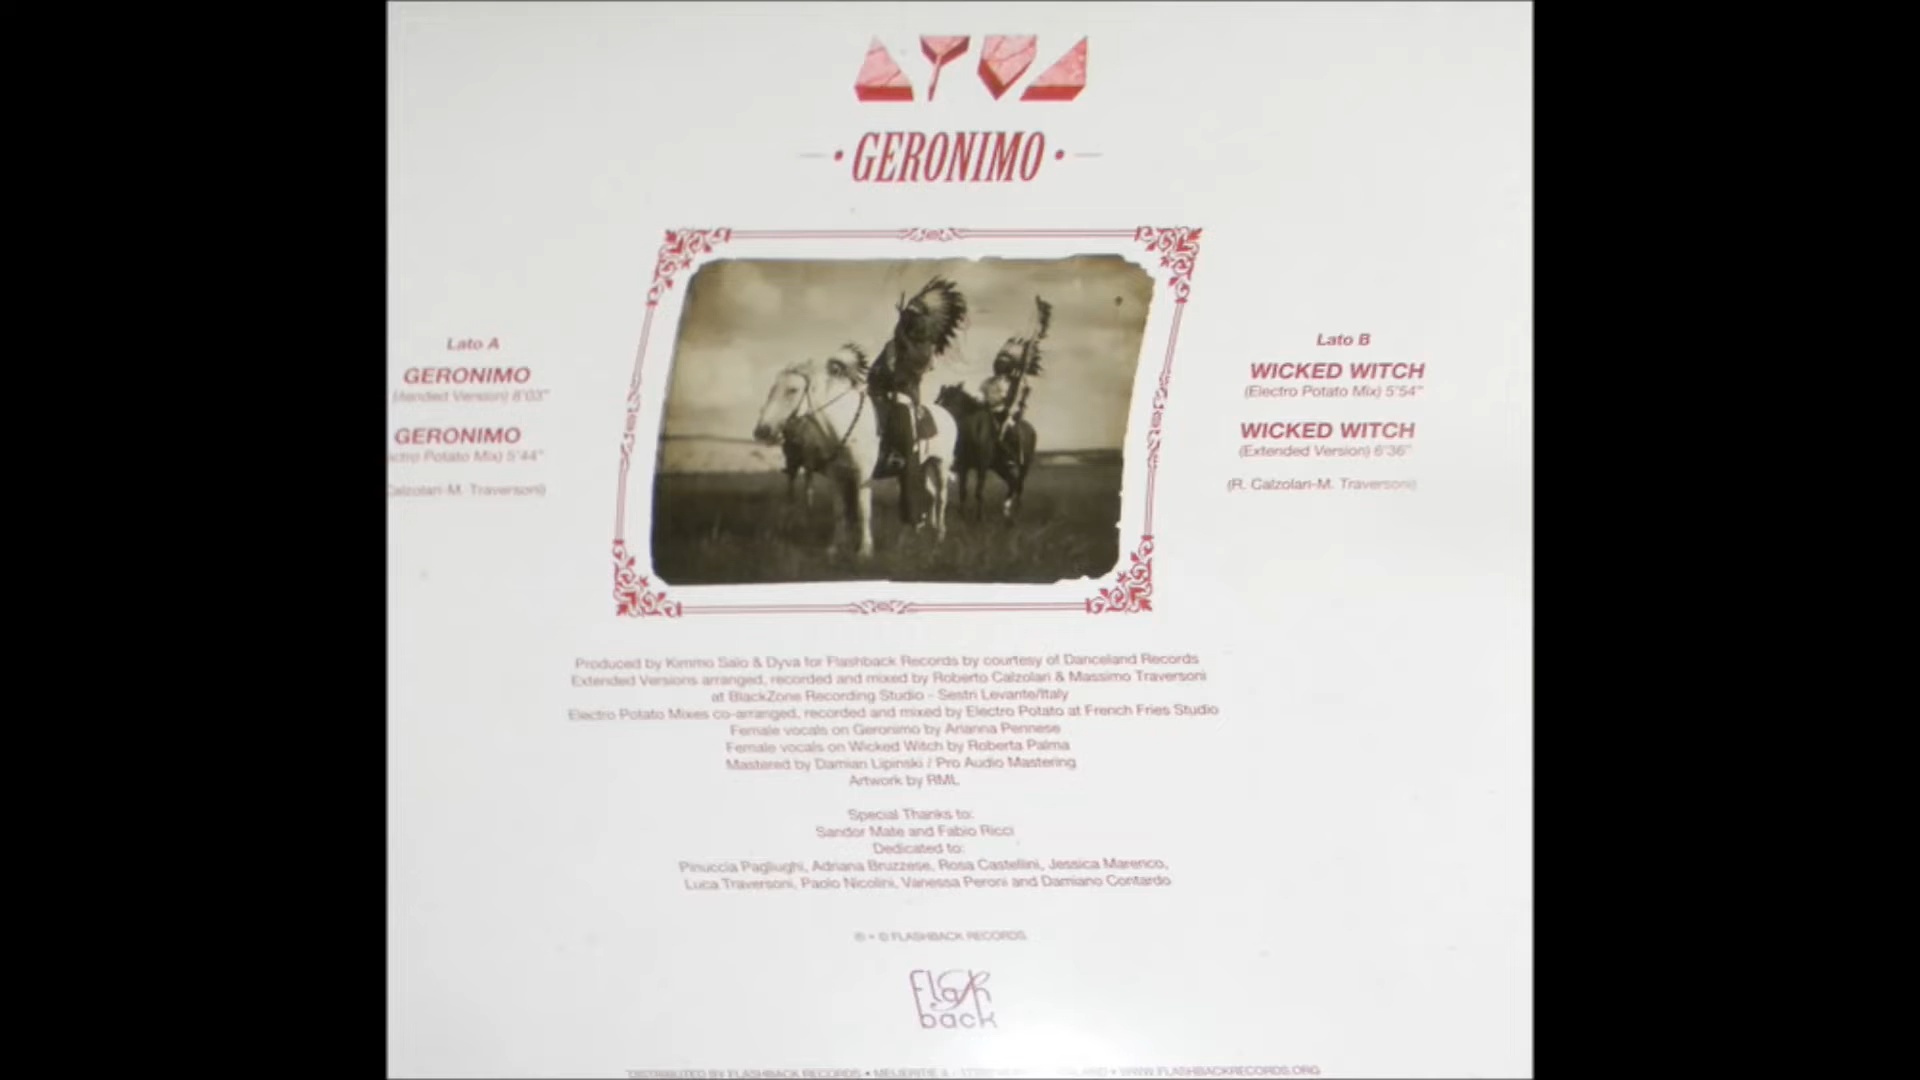 DYVA
• GERONIMO •
Lato A
GERONIMO
Version) 8'03"
GERONIMO
Potato Mix) 5'44"
Calzolari-M. Traversoni)
Lato B
WICKED WITCH
(Electro Potato Mix) 5'54"
WICKED WITCH
(Extended Version) 6'36"
(R. Calzolari-M. Traversoni)
Produced by Kimmo Salo & Dyva for Flashback Records by courtesy of Danceland Records
Extended Versions arranged, recorded and mixed by Roberto Calzolari & Massimo Traversoni
at BlackZone Recording Studio - Sestri Levante/Italy
Electro Potato Mixes co-arranged, recorded and mixed by Electro Potato at French Fries Studio
Female vocals on Geronimo by Arianna Pennese
Female vocals on Wicked Witch by Roberta Palma
Mastered by Damian Lipinski / Pro Audio Mastering
Artwork by RML
Special Thanks to:
Sandor Mate and Fabio Ricci
Dedicated to:
Pinuccia Pagliughi, Adriana Bruzzese, Rosa Castellini, Jessica Marenco,
Luca Traversoni, Paolo Nicolini, Vanessa Peroni and Damiano Contardo
℗ + © FLASHBACK RECORDS
Flash
back
DISTRIBUTED BY FLASHBACK RECORDS • • WWW.FLASHBACKRECORDS.ORG